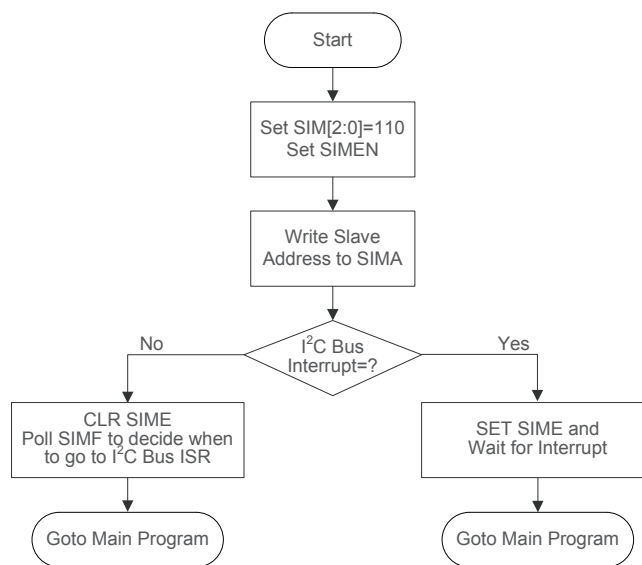 Start
Set SIM[2:0]=110
Set SIMEN
Write Slave
Address to SIMA
I²C Bus
Interrupt=?
No
Yes
CLR SIME
Poll SIMF to decide when
to go to I²C Bus ISR
SET SIME and
Wait for Interrupt
Goto Main Program
Goto Main Program